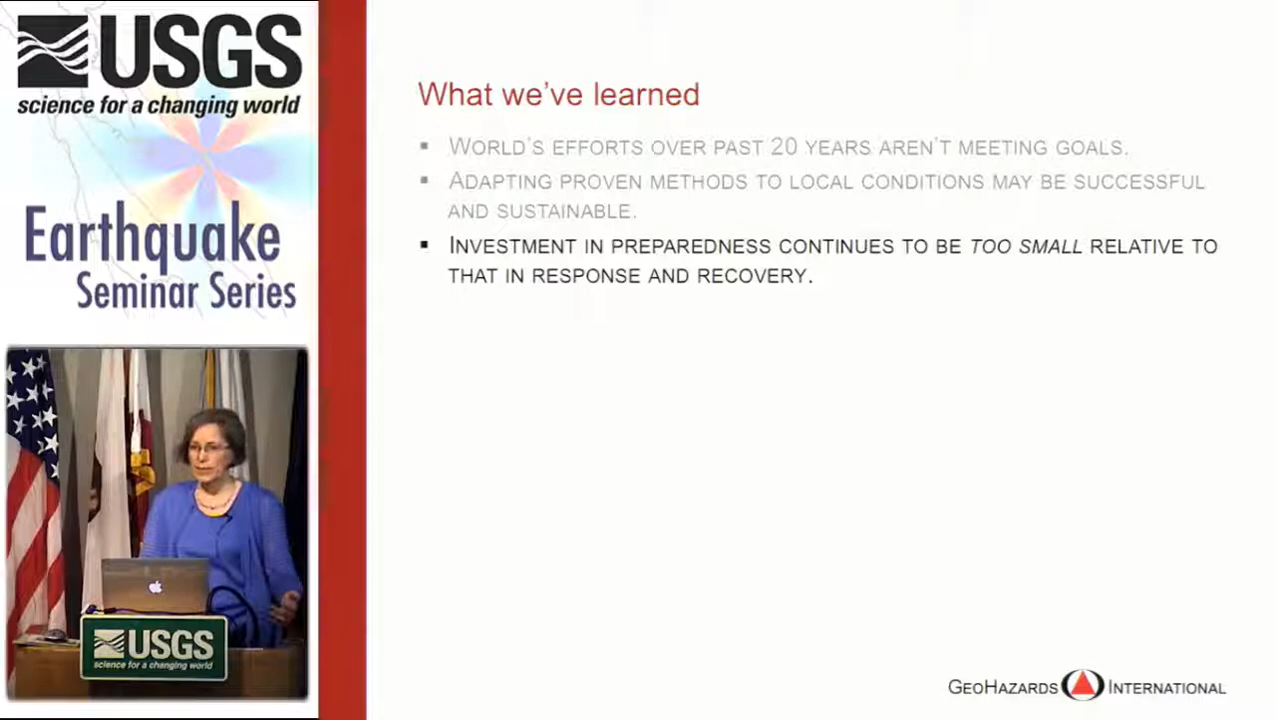 USGS
science for a changing world
Earthquake
Seminar Series
USGS
science for a changing world
What we've learned
▪ WORLD'S EFFORTS OVER PAST 20 YEARS AREN'T MEETING GOALS.
▪ ADAPTING PROVEN METHODS TO LOCAL CONDITIONS MAY BE SUCCESSFUL
AND SUSTAINABLE.
▪ INVESTMENT IN PREPAREDNESS CONTINUES TO BE TOO SMALL RELATIVE TO
THAT IN RESPONSE AND RECOVERY.
GEOHAZARDS INTERNATIONAL